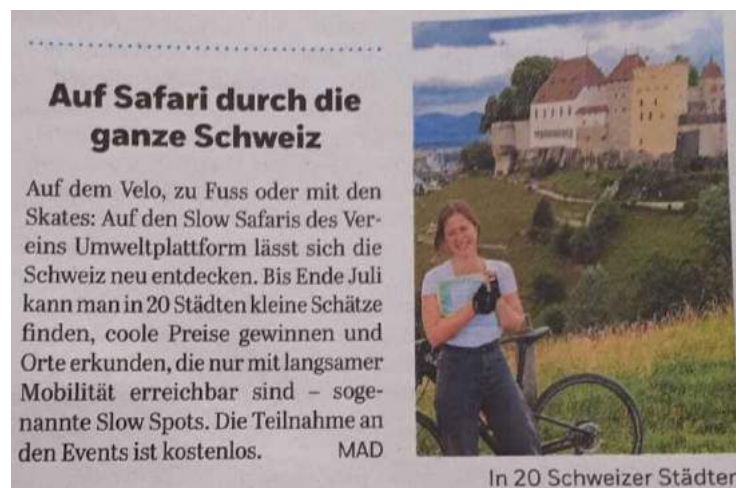 Auf Safari durch die
ganze Schweiz
Auf dem Velo, zu Fuss oder mit den
Skates: Auf den Slow Safaris des Ver-
eins Umweltplattform lässt sich die
Schweiz neu entdecken. Bis Ende Juli
kann man in 20 Städten kleine Schätze
finden, coole Preise gewinnen und
Orte erkunden, die nur mit langsamer
Mobilität erreichbar sind – soge-
nannte Slow Spots. Die Teilnahme an
den Events ist kostenlos. MAD
In 20 Schweizer Städten